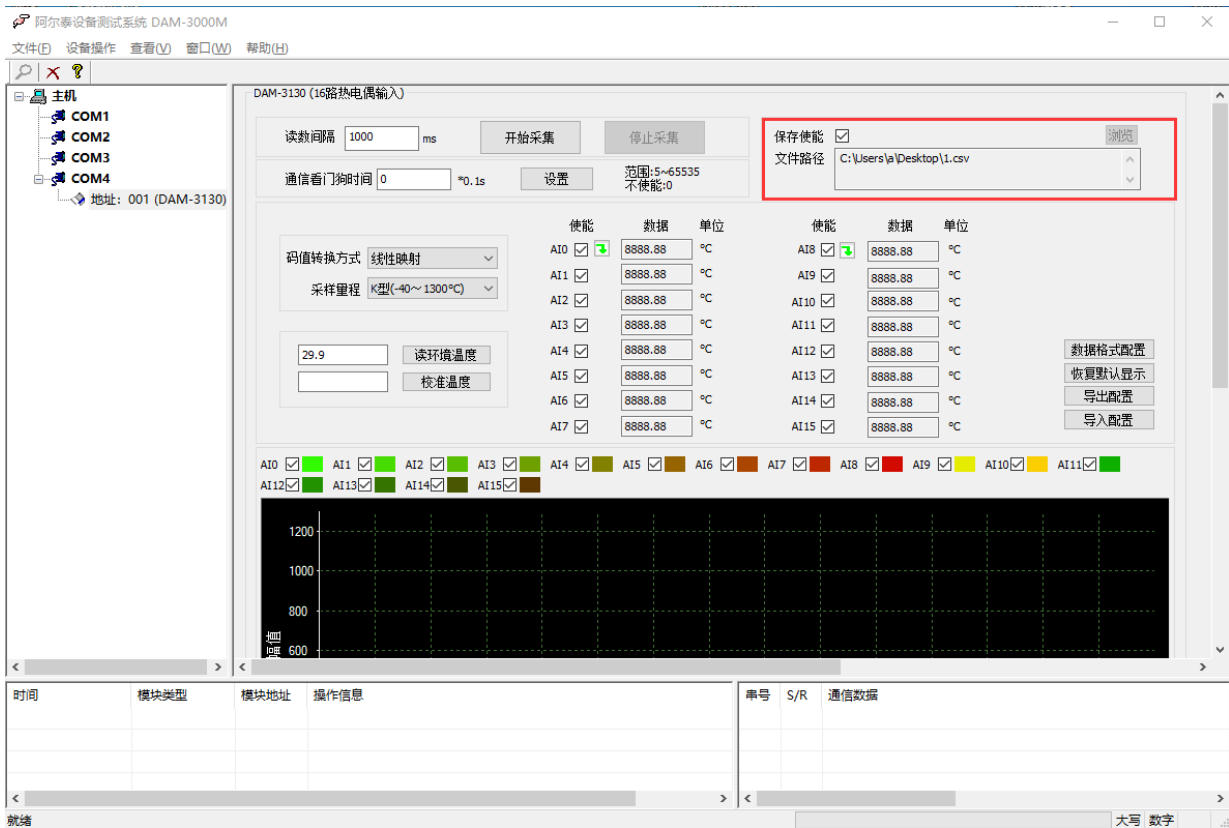 阿尔泰设备测试系统 DAM-3000M
文件(F) 设备操作 查看(V) 窗口(W) 帮助(H)
主机
COM1
COM2
COM3
COM4
地址：001 (DAM-3130)
DAM-3130 (16路热电偶输入)
读数间隔 1000 ms 开始采集 停止采集
通信看门狗时间 0 *0.1s 设置 范围:5~65535
不使能:0
保存使能 浏览
文件路径 C:\Users\a\Desktop\1.csv
码值转换方式 线性映射
采样量程 K型(-40～1300°C)
29.9 读环境温度
校准温度
使能 数据 单位
AI0 8888.88 °C
AI1 8888.88 °C
AI2 8888.88 °C
AI3 8888.88 °C
AI4 8888.88 °C
AI5 8888.88 °C
AI6 8888.88 °C
AI7 8888.88 °C
使能 数据 单位
AI8 8888.88 °C
AI9 8888.88 °C
AI10 8888.88 °C
AI11 8888.88 °C
AI12 8888.88 °C
AI13 8888.88 °C
AI14 8888.88 °C
AI15 8888.88 °C
数据格式配置
恢复默认显示
导出配置
导入配置
AI0 AI1 AI2 AI3 AI4 AI5 AI6 AI7 AI8 AI9 AI10 AI11
AI12 AI13 AI14 AI15
1200
1000
800
600
幅值
时间 模块类型 模块地址 操作信息
串号 S/R 通信数据
就绪 大写 数字